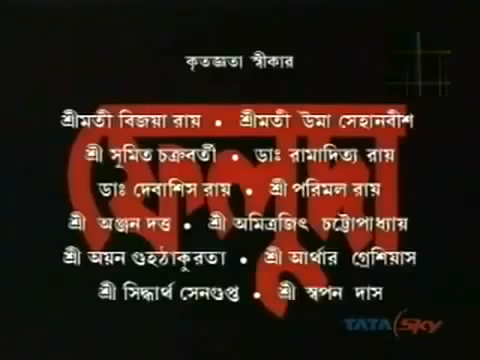 কৃতজ্ঞতা স্বীকার
শ্রীমতী বিজয়া রায় • শ্রীমতী উমা সেহানবীশ
শ্রী সুমিত চক্রবর্তী • ডাঃ রামাদিত্য রায়
ডাঃ দেবাশিস রায় • শ্রী পরিমল রায়
শ্রী অঞ্জন দত্ত • শ্রী অমিত্রজিৎ চট্টোপাধ্যায়
শ্রী অয়ন গুহঠাকুরতা • শ্রী আর্থার গ্রেশিয়াস
শ্রী সিদ্ধার্থ সেনগুপ্ত • শ্রী স্বপন দাস
ফেলুদা
TATA Sky